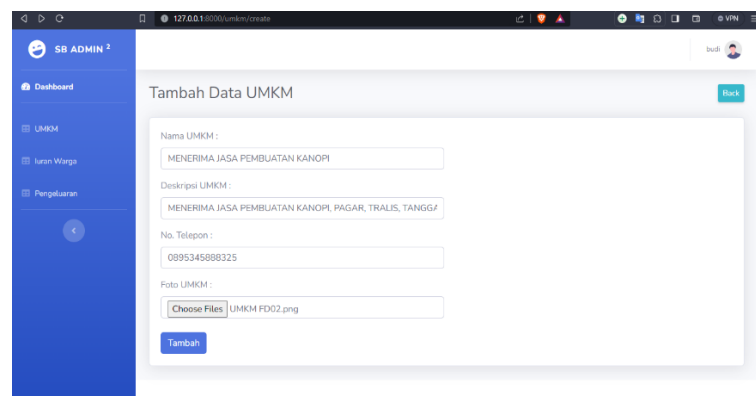 127.0.0.1:8000/umkm/create
VPN
SB ADMIN 2
budi
Dashboard
Tambah Data UMKM
Back
UMKM
Iuran Warga
Pengeluaran
Nama UMKM :
MENERIMA JASA PEMBUATAN KANOPI
Deskripsi UMKM :
MENERIMA JASA PEMBUATAN KANOPI, PAGAR, TRALIS, TANGGA
No. Telepon :
0895345888325
Foto UMKM :
Choose Files UMKM FD02.png
Tambah